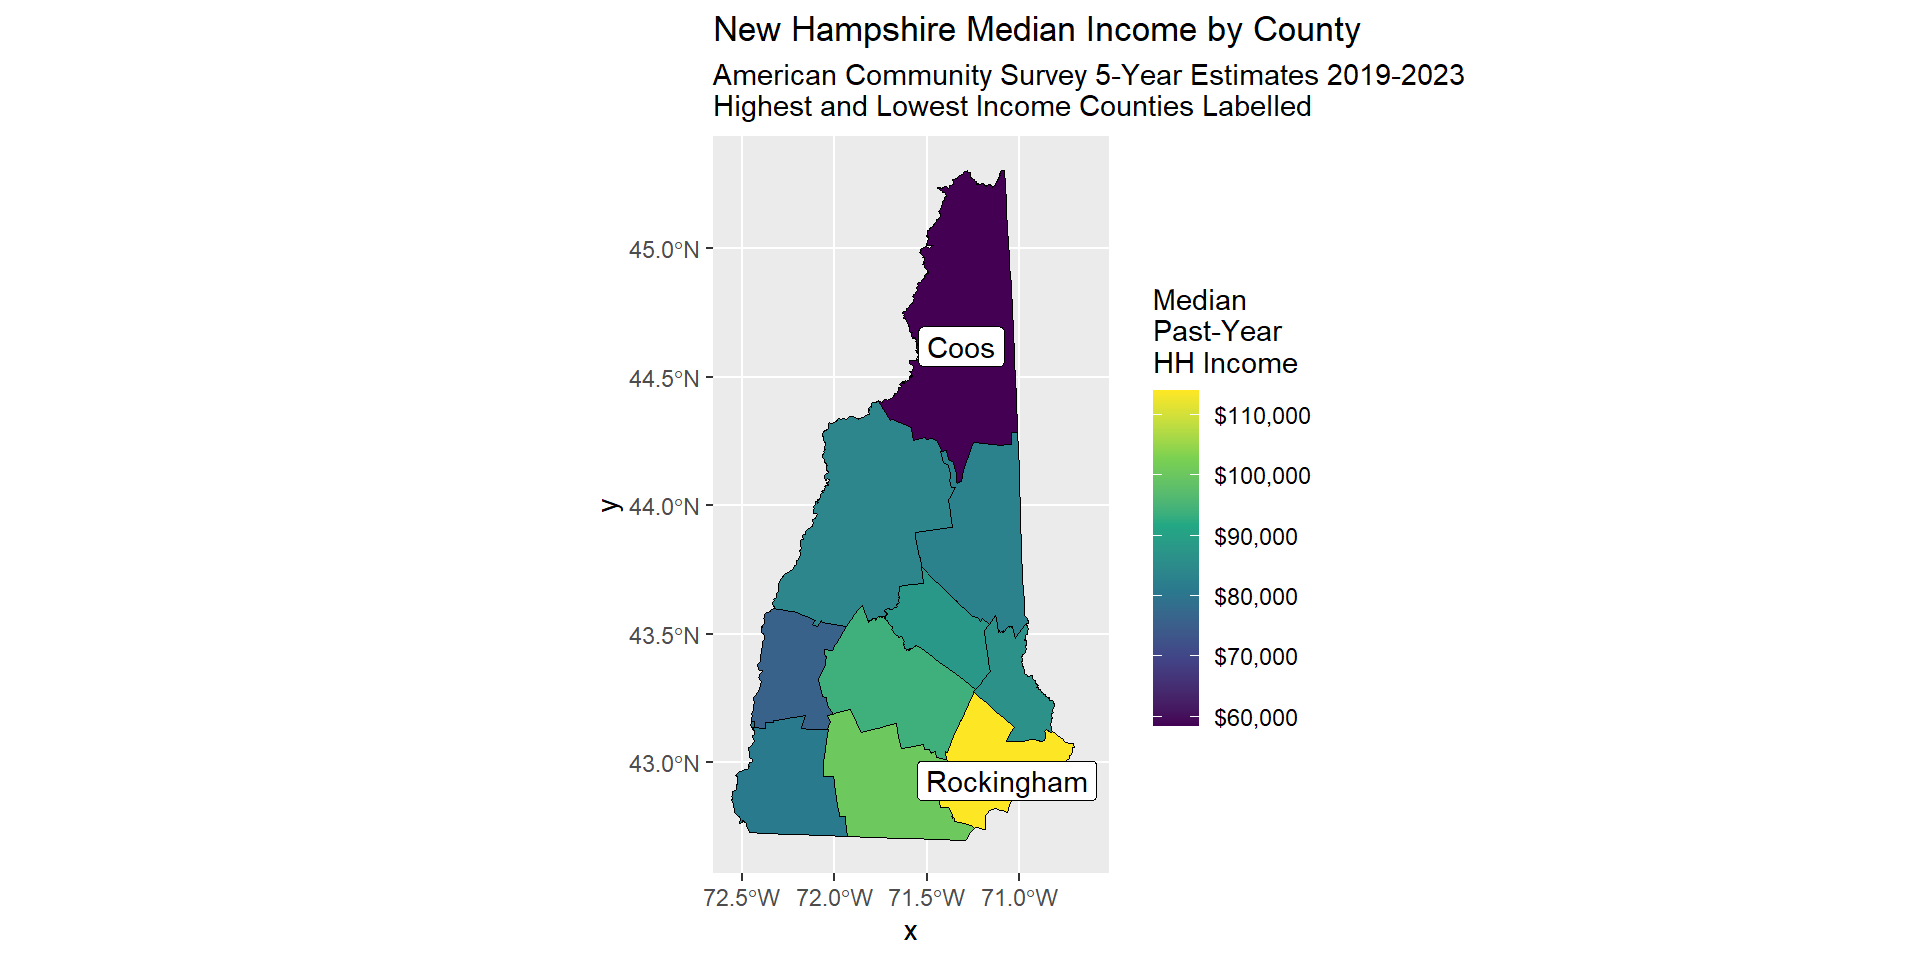 New Hampshire Median Income by County
American Community Survey 5-Year Estimates 2019-2023
Highest and Lowest Income Counties Labelled
45.0°N
44.5°N
44.0°N
43.5°N
43.0°N
y
Coos
Rockingham
72.5°W 72.0°W 71.5°W 71.0°W
x
Median
Past-Year
HH Income
$110,000
$100,000
$90,000
$80,000
$70,000
$60,000